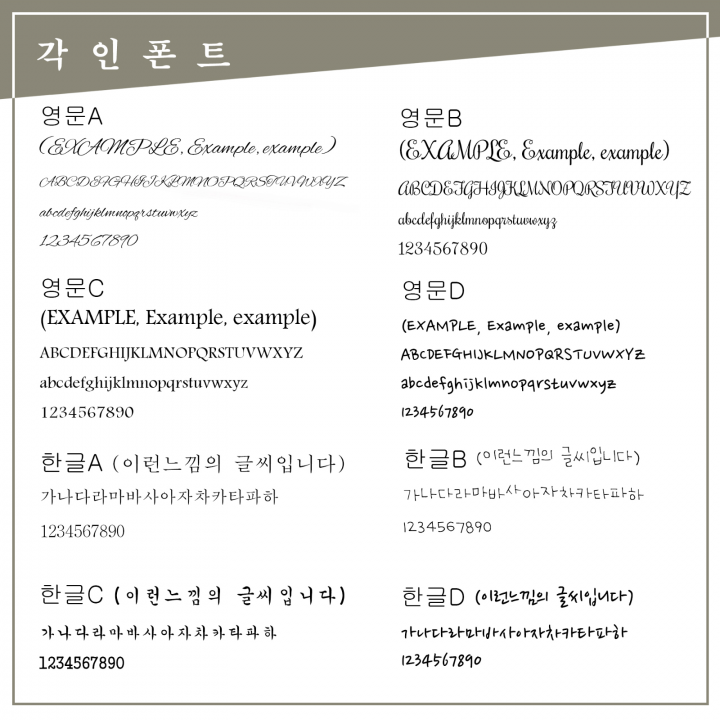 각인폰트
영문A
(EXAMPLE, Example, example)
ABCDEFGHIJKLMNOPQRSTUVWXYZ
abcdefghijklmnopqrstuvwxyz
1234567890
영문B
(EXAMPLE, Example, example)
ABCDEFGHIJKLMNOPQRSTUVWXYZ
abcdefghijklmnopqrstuvwxyz
1234567890
영문C
(EXAMPLE, Example, example)
ABCDEFGHIJKLMNOPQRSTUVWXYZ
abcdefghijklmnopqrstuvwxyz
1234567890
영문D
(EXAMPLE, Example, example)
ABCDEFGHIJKLMNOPQRSTUVWXYZ
abcdefghijklmnopqrstuvwxyz
1234567890
한글A (이런느낌의 글씨입니다)
가나다라마바사아자차카타파하
1234567890
한글B (이런느낌의 글씨입니다)
가나다라마바사아자차카타파하
1234567890
한글C (이런느낌의 글씨입니다)
가나다라마바사아자차카타파하
1234567890
한글D (이런느낌의 글씨입니다)
가나다라마바사아자차카타파하
1234567890